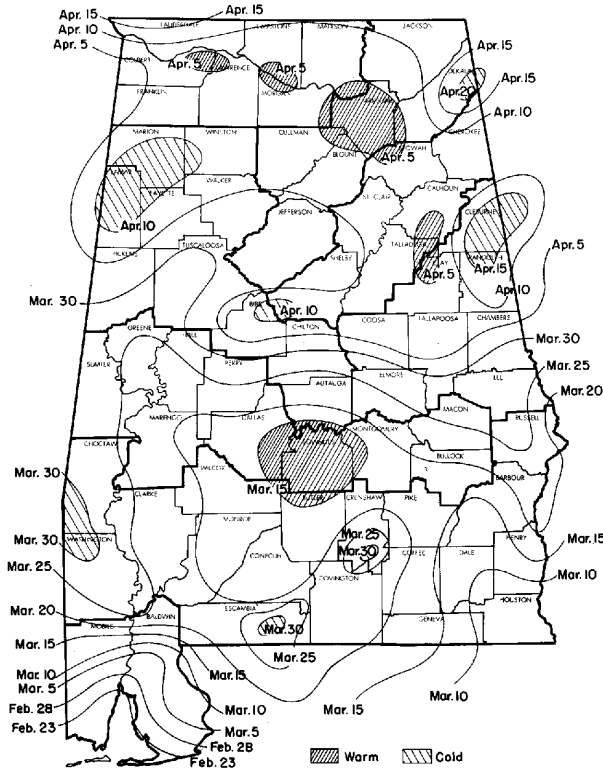 Apr. 15
Apr. 15
Apr. 10
Apr. 5
LAUDERDALE
LIMESTONE
MADISON
JACKSON
Apr. 15
COLBERT
Apr. 5
LAWRENCE
Apr. 5
MORGAN
DEKALB
Apr. 20
Apr. 15
FRANKLIN
MARSHALL
Apr. 10
MARION
WINSTON
CULLMAN
CHEROKEE
ETOWAH
BLOUNT
Apr. 5
LAMAR
FAYETTE
WALKER
ST. CLAIR
CALHOUN
JEFFERSON
CLEBURNE
Apr. 10
PICKENS
TUSCALOOSA
SHELBY
TALLADEGA
CLAY
RANDOLPH
Apr. 5
Apr. 5
Apr. 15
Apr. 10
Mar. 30
BIBB
Apr. 10
CHILTON
COOSA
TALLAPOOSA
CHAMBERS
GREENE
HALE
Mar. 30
SUMTER
PERRY
AUTAUGA
ELMORE
LEE
Mar. 25
MACON
Mar. 20
MARENGO
DALLAS
LOWNDES
MONTGOMERY
RUSSELL
CHOCTAW
BULLOCK
Mar. 30
WILCOX
Mar. 15
BARBOUR
CLARKE
BUTLER
CRENSHAW
PIKE
MONROE
Mar. 25
HENRY
Mar. 30
WASHINGTON
CONECUH
Mar. 30
COFFEE
DALE
Mar. 15
Mar. 25
COVINGTON
Mar. 10
HOUSTON
Mar. 20
MOBILE
BALDWIN
ESCAMBIA
GENEVA
Mar. 30
Mar. 15
Mar. 25
Mar. 10
Mar. 15
Mar. 5
Mar. 10
Mar. 15
Mar. 10
Feb. 28
Feb. 23
Mar. 5
Feb. 28
Feb. 23
Warm
Cold